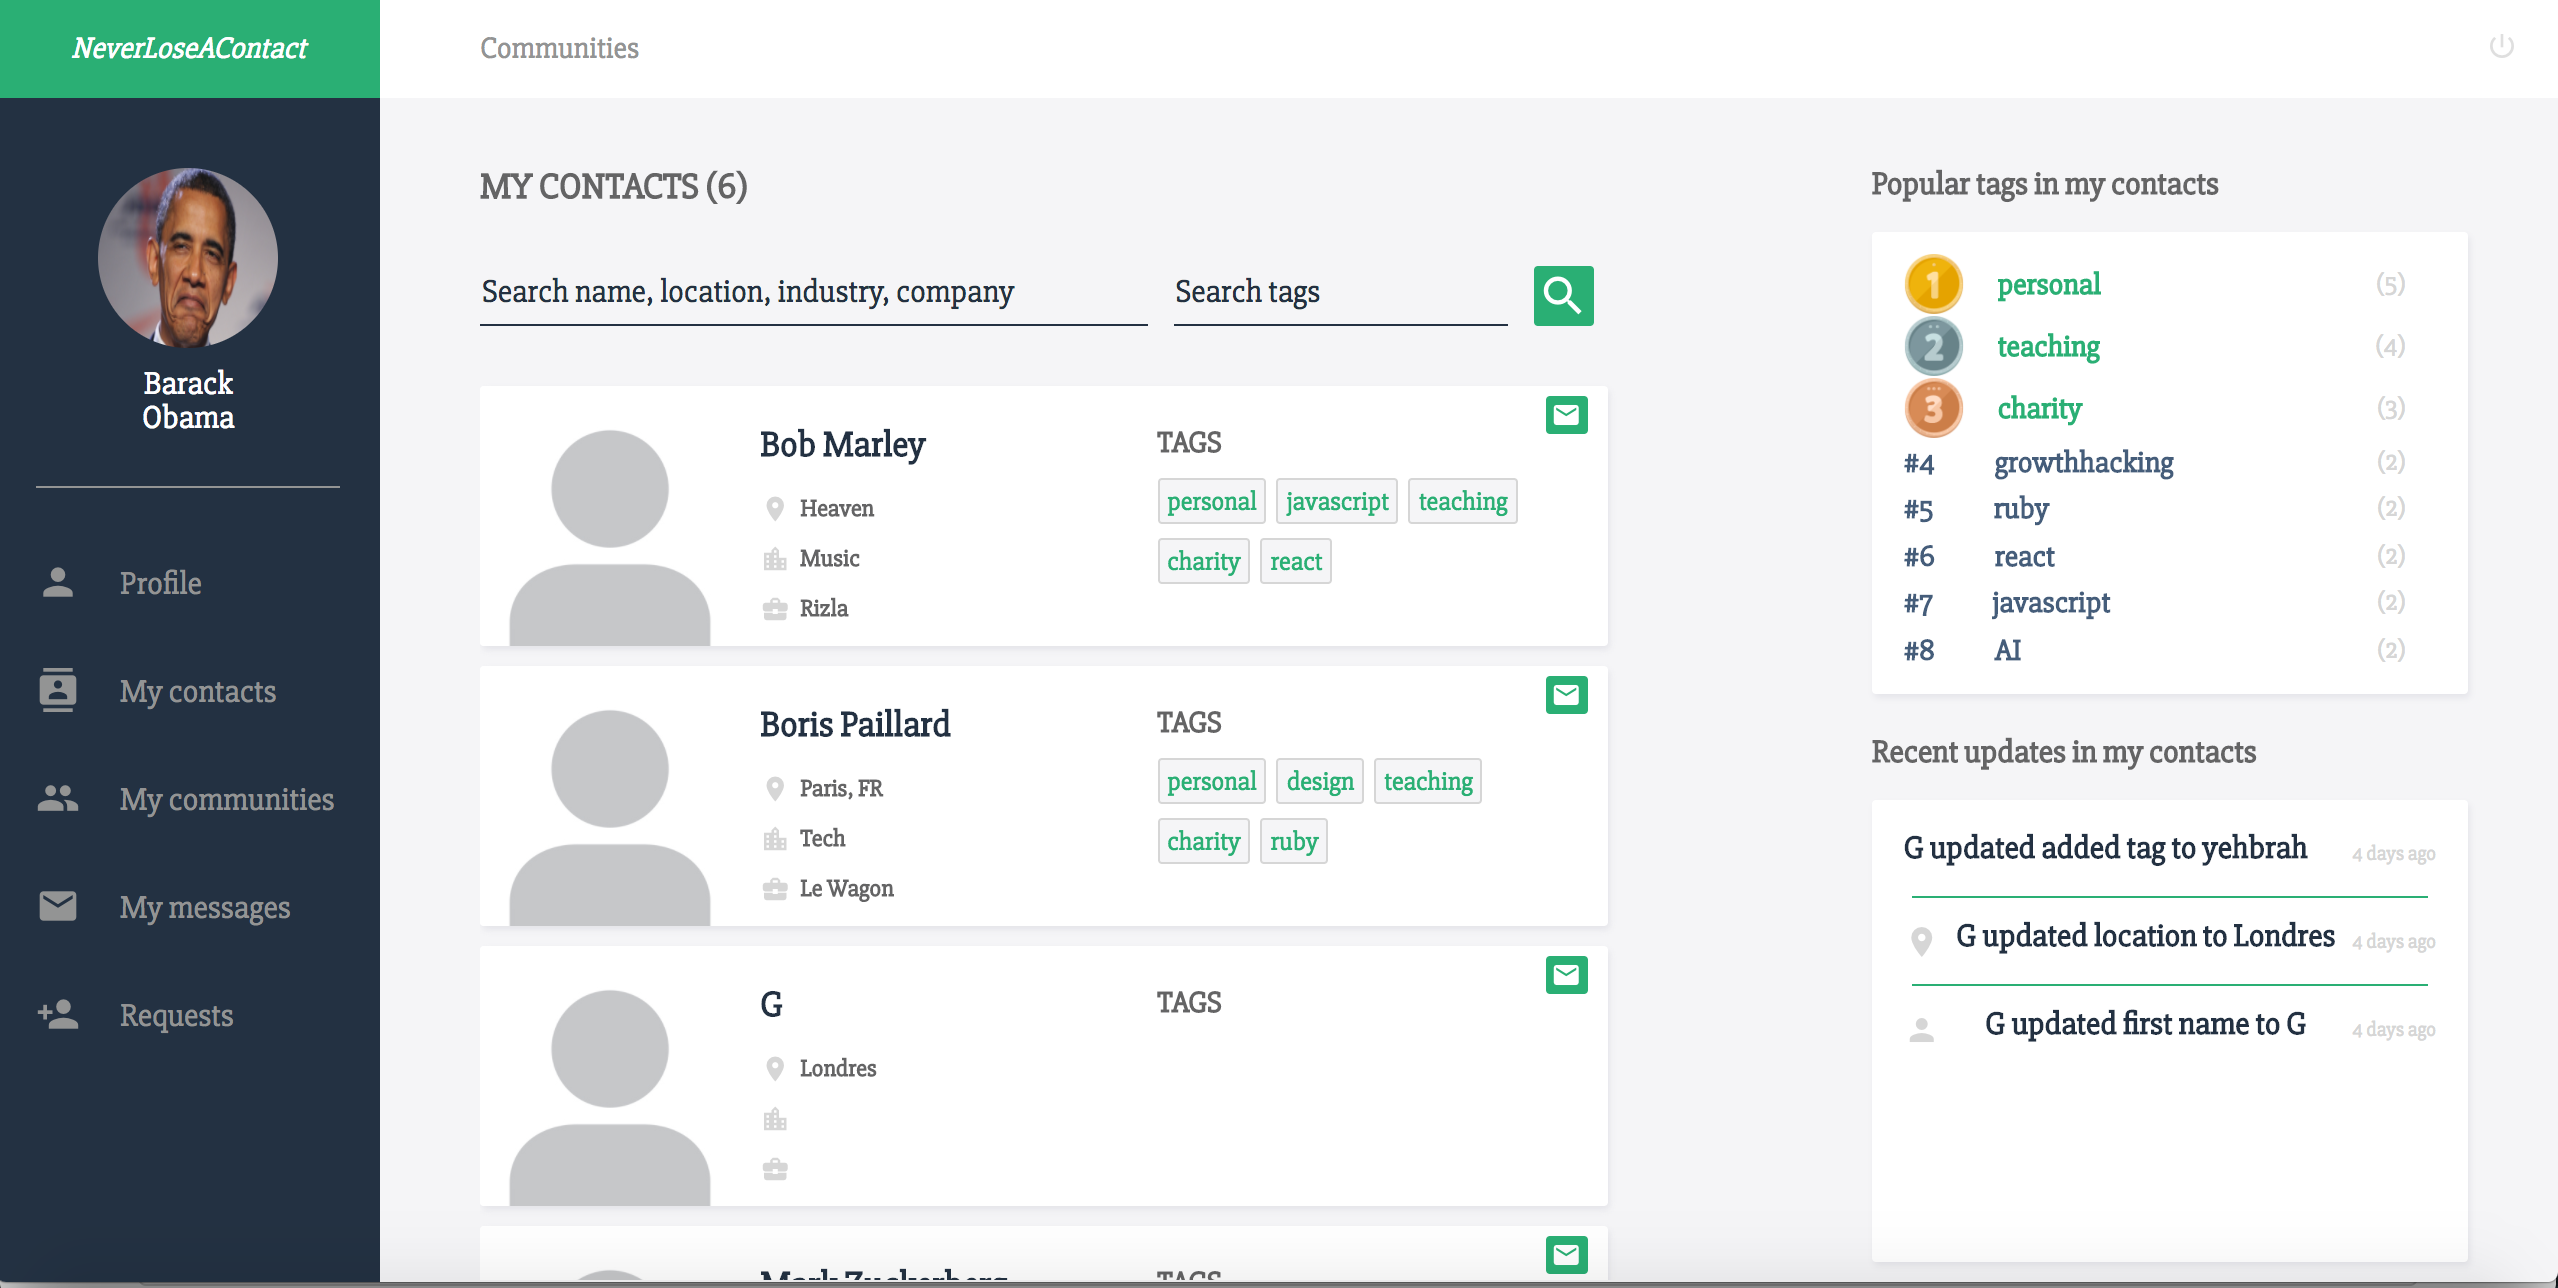 NeverLoseAContact
Communities
Barack
Obama
Profile
My contacts
My communities
My messages
Requests
MY CONTACTS (6)
Search name, location, industry, company
Search tags
Bob Marley
Heaven
Music
Rizla
TAGS
personal javascript teaching
charity react
Boris Paillard
Paris, FR
Tech
Le Wagon
TAGS
personal design teaching
charity ruby
G
Londres
TAGS
Mark Zuckerberg
TAGS
Popular tags in my contacts
1 personal (5)
2 teaching (4)
3 charity (3)
#4 growthhacking (2)
#5 ruby (2)
#6 react (2)
#7 javascript (2)
#8 AI (2)
Recent updates in my contacts
G updated added tag to yehbrah 4 days ago
G updated location to Londres 4 days ago
G updated first name to G 4 days ago